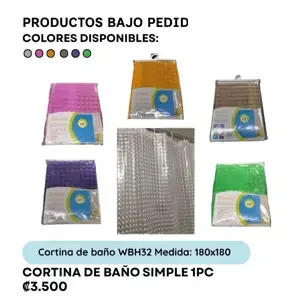 PRODUCTOS BAJO PEDID
COLORES DISPONIBLES:
Cortina de baño WBH32 Medida: 180x180
CORTINA DE BAÑO SIMPLE 1PC
₡3.500